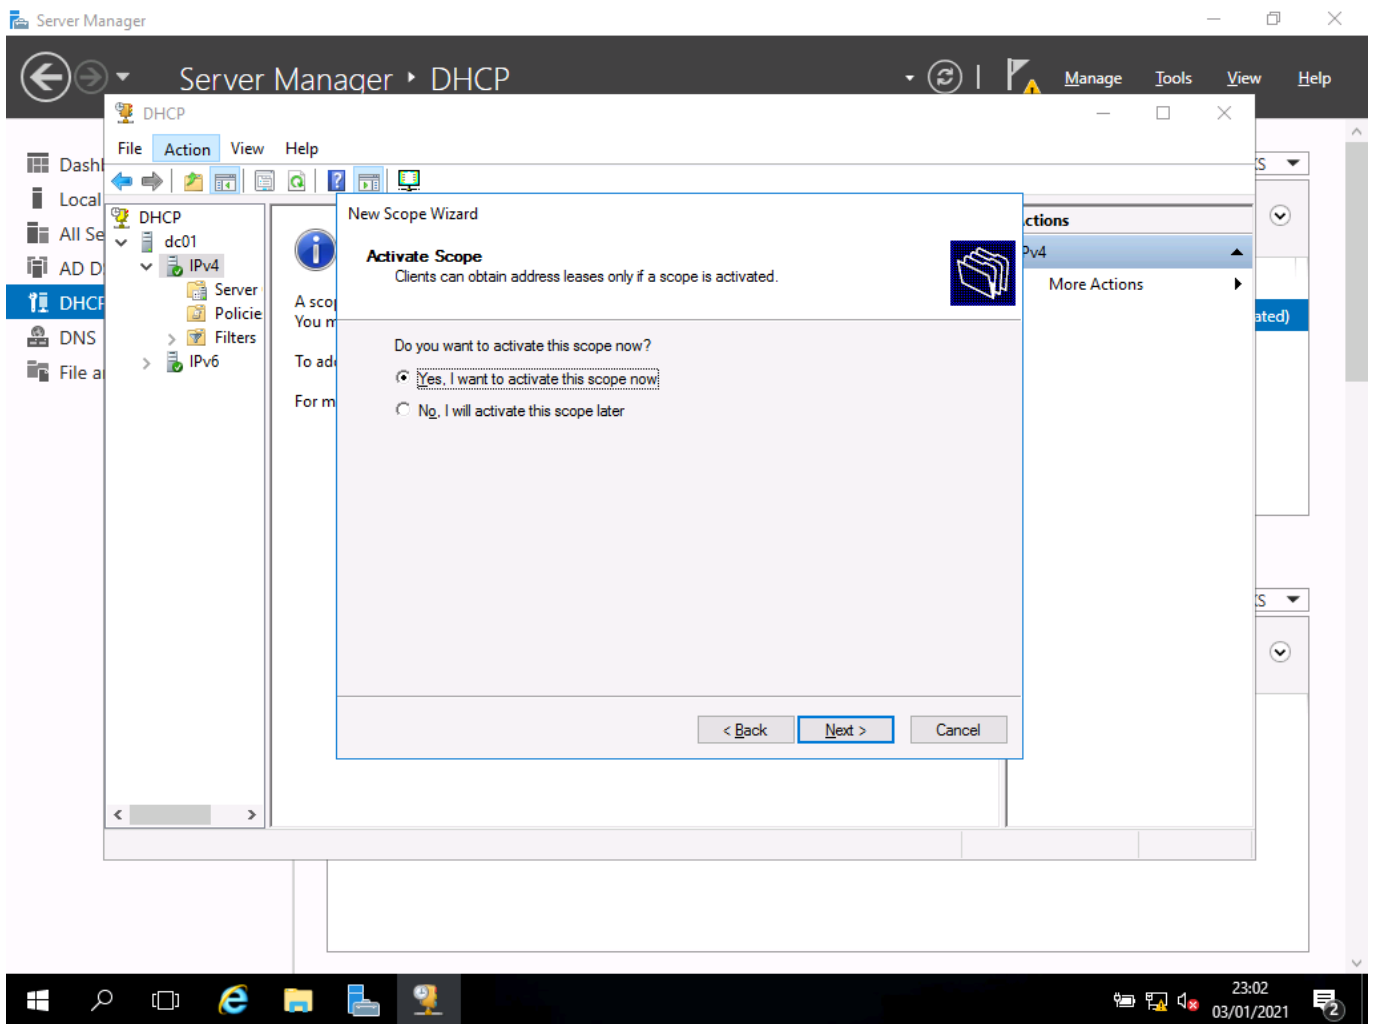 Server Manager
Server Manager ‣ DHCP
Manage Tools View Help
DHCP
File Action View Help
Local
All Se
AD D
DHCP
DNS
File a
DHCP
dc01
IPv4
Server
Policie
Filters
IPv6
A scop
You m
To ad
For m
New Scope Wizard
Activate Scope
Clients can obtain address leases only if a scope is activated.
Do you want to activate this scope now?
Yes, I want to activate this scope now
No, I will activate this scope later
< Back Next > Cancel
ctions
Pv4
More Actions
ated)
23:02
03/01/2021
2